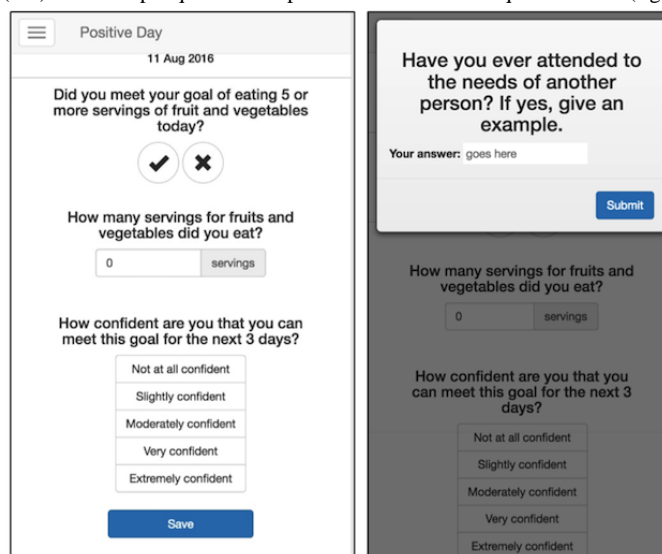 Positive Day
11 Aug 2016
Did you meet your goal of eating 5 or
more servings of fruit and vegetables
today?
How many servings for fruits and
vegetables did you eat?
0 servings
How confident are you that you can
meet this goal for the next 3 days?
Not at all confident
Slightly confident
Moderately confident
Very confident
Extremely confident
Save
Have you ever attended to
the needs of another
person? If yes, give an
example.
Your answer: goes here
Submit
How many servings for fruits and
vegetables did you eat?
0 servings
How confident are you that you
can meet this goal for the next 3
days?
Not at all confident
Slightly confident
Moderately confident
Very confident
Extremely confident